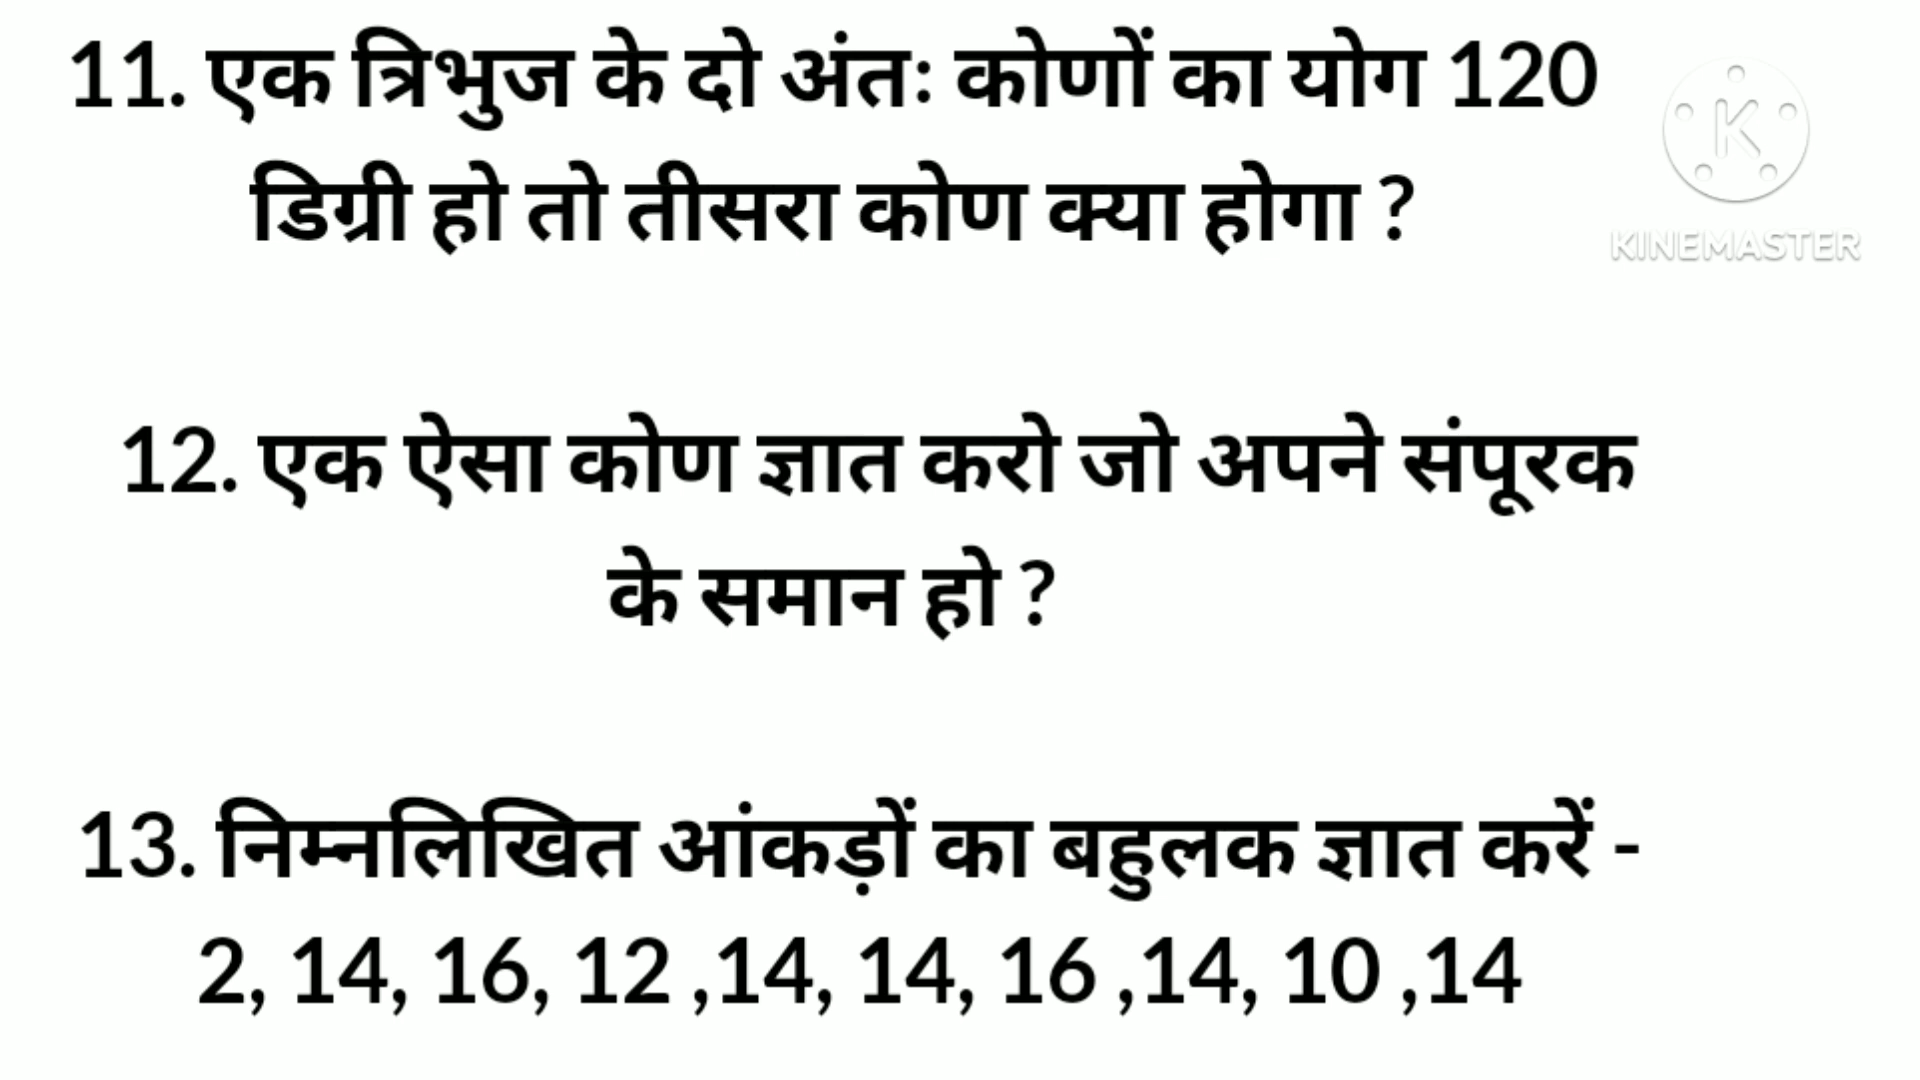 11. एक त्रिभुज के दो अंतः कोणों का योग 120
डिग्री हो तो तीसरा कोण क्या होगा ?
K
KINEMASTER
12. एक ऐसा कोण ज्ञात करो जो अपने संपूरक
के समान हो ?
13. निम्नलिखित आंकड़ों का बहुलक ज्ञात करें -
2, 14, 16, 12 ,14, 14, 16 ,14, 10 ,14